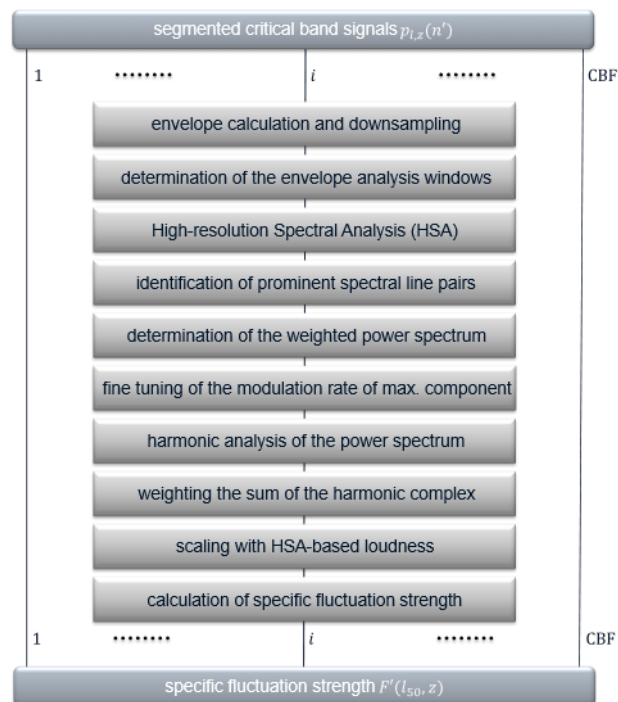 segmented critical band signals p_{l,z}(n')
1 ........ i ........ CBF
envelope calculation and downsampling
determination of the envelope analysis windows
High-resolution Spectral Analysis (HSA)
identification of prominent spectral line pairs
determination of the weighted power spectrum
fine tuning of the modulation rate of max. component
harmonic analysis of the power spectrum
weighting the sum of the harmonic complex
scaling with HSA-based loudness
calculation of specific fluctuation strength
1 ........ i ........ CBF
specific fluctuation strength F'(l_{50}, z)